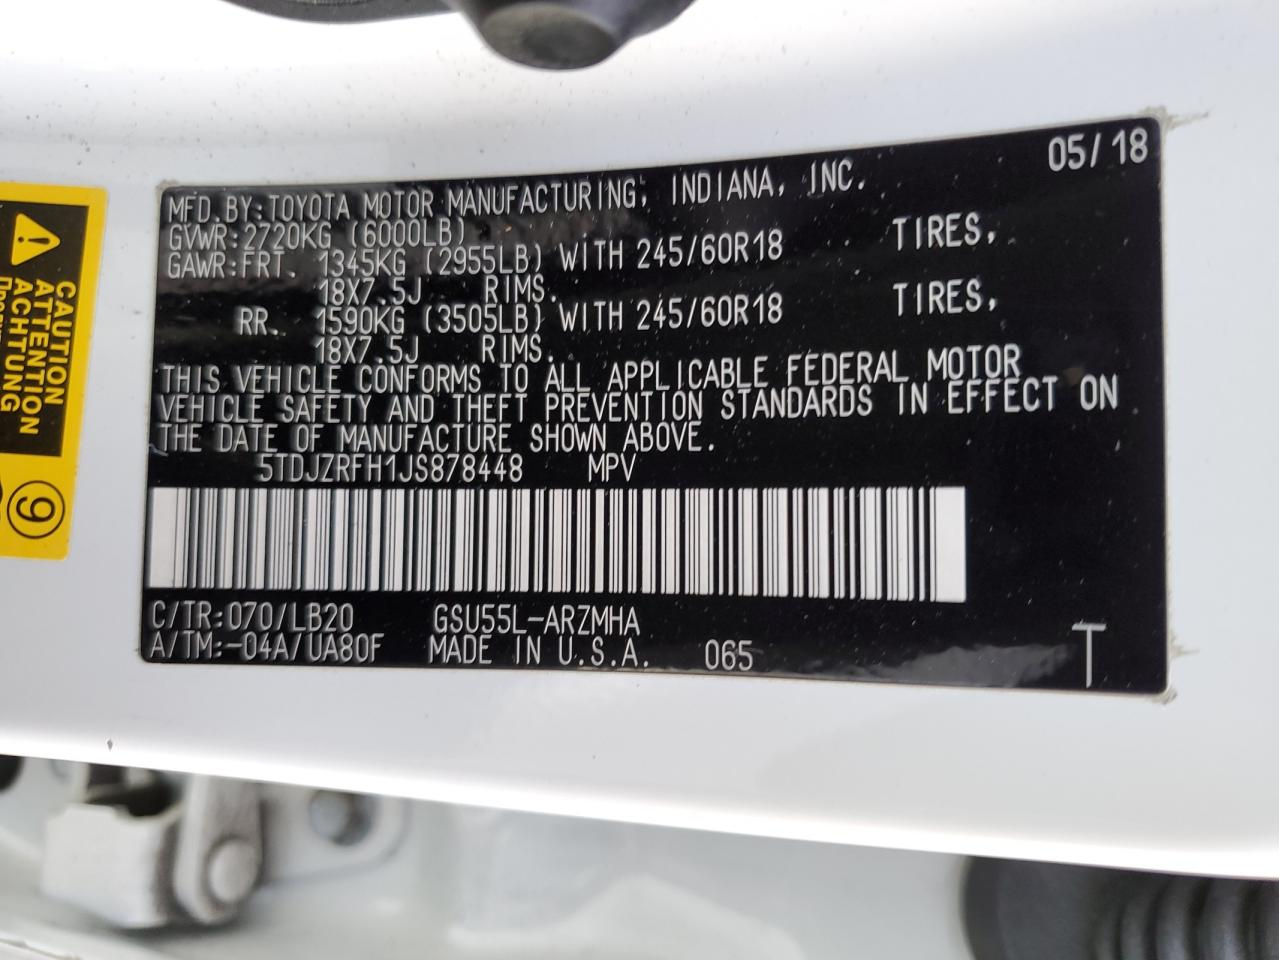 05/18
MFD.BY:TOYOTA MOTOR MANUFACTURING, INDIANA, INC.
GVWR:2720KG (6000LB)
GAWR:FRT. 1345KG (2955LB) WITH 245/60R18 TIRES,
18X7.5J RIMS.
RR. 1590KG (3505LB) WITH 245/60R18 TIRES,
18X7.5J RIMS.
THIS VEHICLE CONFORMS TO ALL APPLICABLE FEDERAL MOTOR
VEHICLE SAFETY AND THEFT PREVENTION STANDARDS IN EFFECT ON
THE DATE OF MANUFACTURE SHOWN ABOVE.
5TDJZRFH1JS878448 MPV
C/TR:070/LB20 GSU55L-ARZMHA
A/TM:-04A/UA80F MADE IN U.S.A. 065 T
CAUTION
ATTENTION
ACHTUNG
9